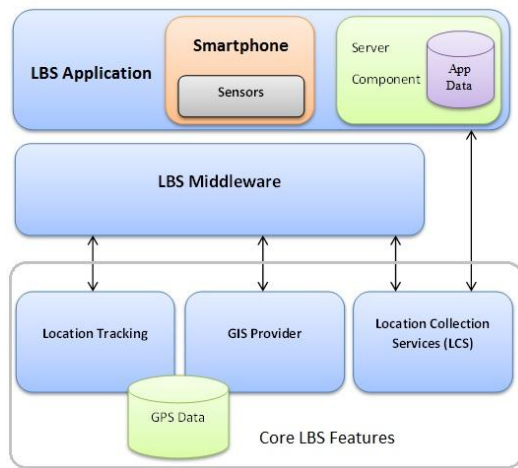 LBS Application
Smartphone
Sensors
Server
Component
App
Data
LBS Middleware
Location Tracking
GIS Provider
Location Collection
Services (LCS)
GPS Data
Core LBS Features